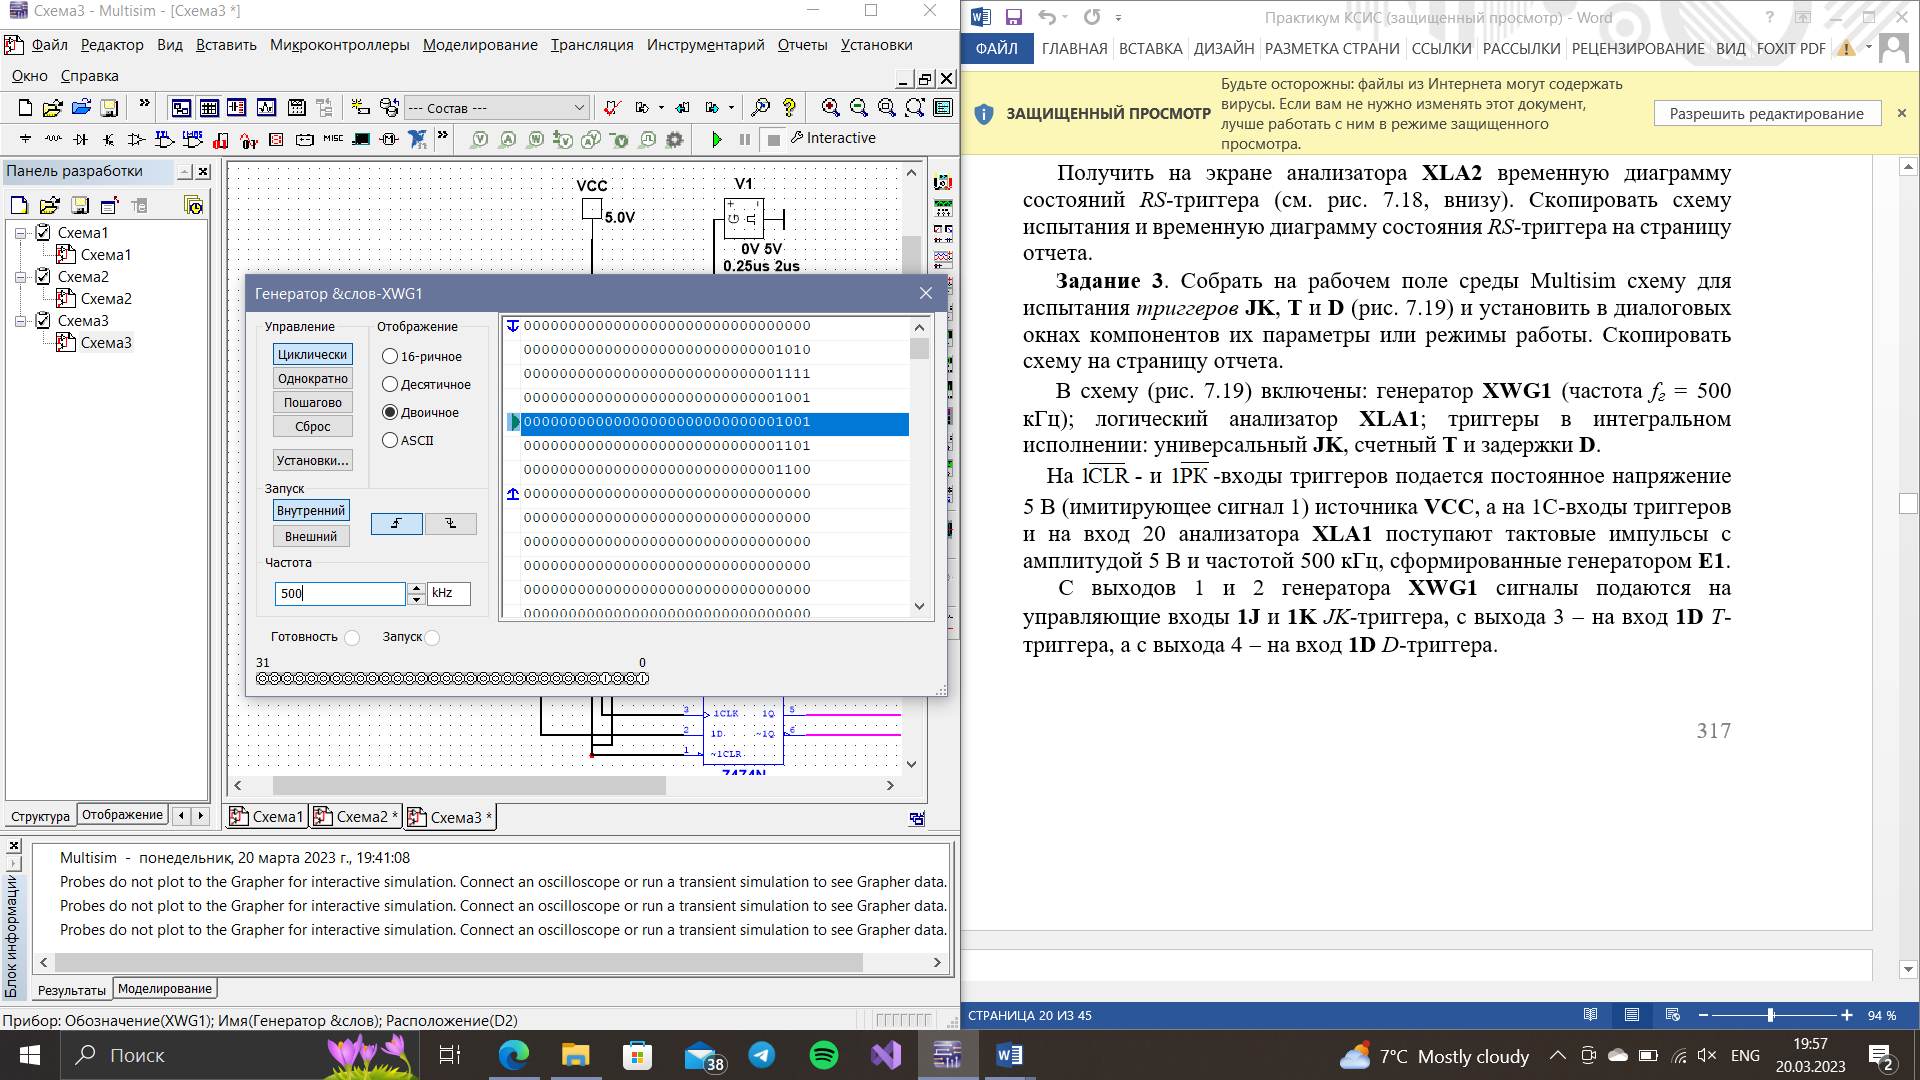 Схема3 - Multisim - [Схема3 *]
Файл Редактор Вид Вставить Микроконтроллеры Моделирование Трансляция Инструментарий Отчеты Установки
Окно Справка
--- Состав ---
MISC
Interactive
Панель разработки
Схема1
Схема1
Схема2
Схема2
Схема3
Схема3
Структура Отображение
VCC
5.0V
V1
0V 5V
0.25us 2us
Генератор &слов-XWG1
Управление
Циклически
Однократно
Пошагово
Сброс
Установки...
Отображение
16-ричное
Десятичное
Двоичное
ASCII
Запуск
Внутренний
Внешний
Частота
500 kHz
Готовность Запуск
31 0
00000000000000000000000000000000
00000000000000000000000000001010
00000000000000000000000000001111
00000000000000000000000000001001
00000000000000000000000000001001
00000000000000000000000000001101
00000000000000000000000000001100
00000000000000000000000000000000
00000000000000000000000000000000
00000000000000000000000000000000
00000000000000000000000000000000
00000000000000000000000000000000
00000000000000000000000000000000
3 1CLK 1Q 5
2 1D ~1Q 6
1 ~1CLR
7474N
Схема1 Схема2 * Схема3 *
Блок информации
Multisim - понедельник, 20 марта 2023 г., 19:41:08
Probes do not plot to the Grapher for interactive simulation. Connect an oscilloscope or run a transient simulation to see Grapher data.
Probes do not plot to the Grapher for interactive simulation. Connect an oscilloscope or run a transient simulation to see Grapher data.
Probes do not plot to the Grapher for interactive simulation. Connect an oscilloscope or run a transient simulation to see Grapher data.
Результаты Моделирование
Прибор: Обозначение(XWG1); Имя(Генератор &слов); Расположение(D2)
Практикум КСИС (защищенный просмотр) - Word
ФАЙЛ ГЛАВНАЯ ВСТАВКА ДИЗАЙН РАЗМЕТКА СТРАНИ ССЫЛКИ РАССЫЛКИ РЕЦЕНЗИРОВАНИЕ ВИД FOXIT PDF
ЗАЩИЩЕННЫЙ ПРОСМОТР
Будьте осторожны: файлы из Интернета могут содержать
вирусы. Если вам не нужно изменять этот документ,
лучше работать с ним в режиме защищенного
просмотра.
Разрешить редактирование
Получить на экране анализатора XLA2 временную диаграмму
состояний RS-триггера (см. рис. 7.18, внизу). Скопировать схему
испытания и временную диаграмму состояния RS-триггера на страницу
отчета.
Задание 3. Собрать на рабочем поле среды Multisim схему для
испытания триггеров JK, T и D (рис. 7.19) и установить в диалоговых
окнах компонентов их параметры или режимы работы. Скопировать
схему на страницу отчета.
В схему (рис. 7.19) включены: генератор XWG1 (частота fг = 500
кГц); логический анализатор XLA1; триггеры в интегральном
исполнении: универсальный JK, счетный T и задержки D.
На 1CLR - и 1PK -входы триггеров подается постоянное напряжение
5 В (имитирующее сигнал 1) источника VCC, а на 1С-входы триггеров
и на вход 20 анализатора XLA1 поступают тактовые импульсы с
амплитудой 5 В и частотой 500 кГц, сформированные генератором E1.
С выходов 1 и 2 генератора XWG1 сигналы подаются на
управляющие входы 1J и 1K JK-триггера, с выхода 3 – на вход 1D T-
триггера, а с выхода 4 – на вход 1D D-триггера.
317
СТРАНИЦА 20 ИЗ 45
94 %
Поиск
38
7°C Mostly cloudy
ENG
19:57
20.03.2023
2